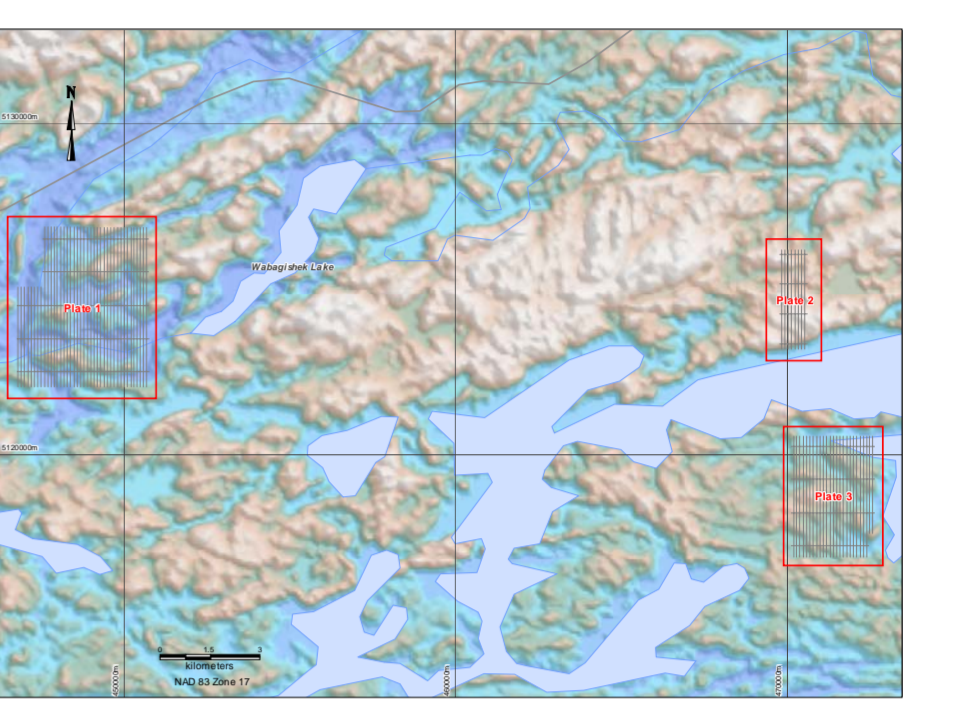 N
5130000m
Wabagishek Lake
Plate 1
Plate 2
5120000m
Plate 3
0 1.5 3
kilometers
NAD 83 Zone 17
450000m
460000m
470000m